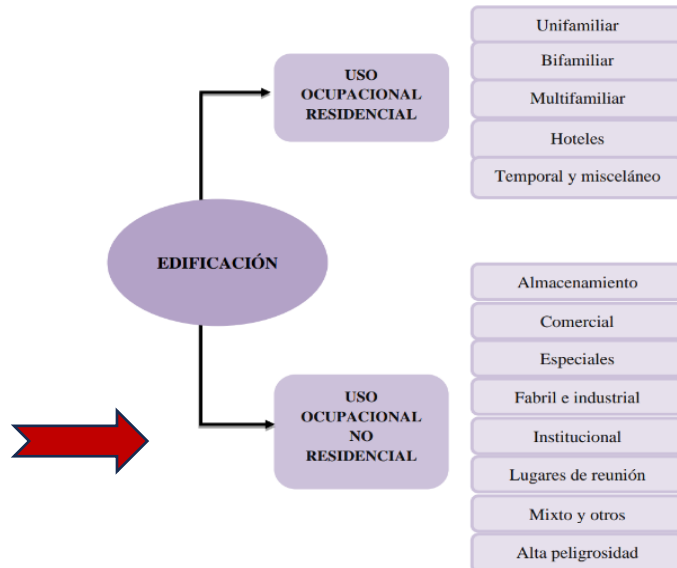 EDIFICACIÓN
USO
OCUPACIONAL
RESIDENCIAL
Unifamiliar
Bifamiliar
Multifamiliar
Hoteles
Temporal y misceláneo
USO
OCUPACIONAL
NO
RESIDENCIAL
Almacenamiento
Comercial
Especiales
Fabril e industrial
Institucional
Lugares de reunión
Mixto y otros
Alta peligrosidad